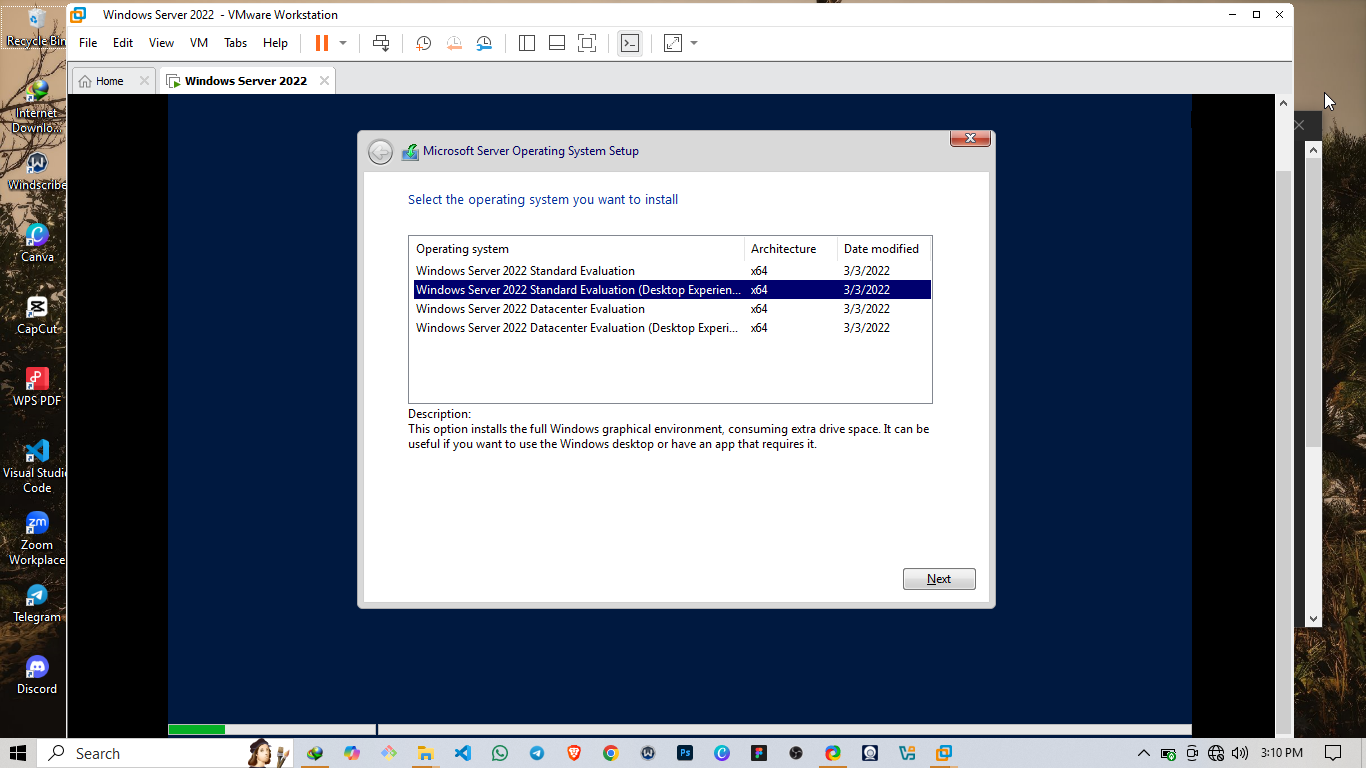 Windows Server 2022 - VMware Workstation
File Edit View VM Tabs Help
Home
Windows Server 2022
Recycle Bin
Internet
Downlo...
Windscribe
Canva
CapCut
WPS PDF
Visual Studio
Code
Zoom
Workplace
Telegram
Discord
Microsoft Server Operating System Setup
Select the operating system you want to install
Operating system Architecture Date modified
Windows Server 2022 Standard Evaluation x64 3/3/2022
Windows Server 2022 Standard Evaluation (Desktop Experien... x64 3/3/2022
Windows Server 2022 Datacenter Evaluation x64 3/3/2022
Windows Server 2022 Datacenter Evaluation (Desktop Experi... x64 3/3/2022
Description:
This option installs the full Windows graphical environment, consuming extra drive space. It can be
useful if you want to use the Windows desktop or have an app that requires it.
Next
Search
3:10 PM